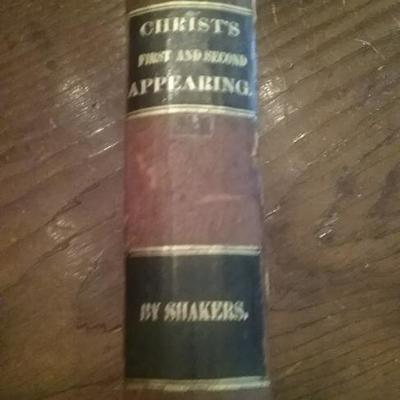 CHRIST'S
FIRST AND SECOND
APPEARING.
BY SHAKERS.